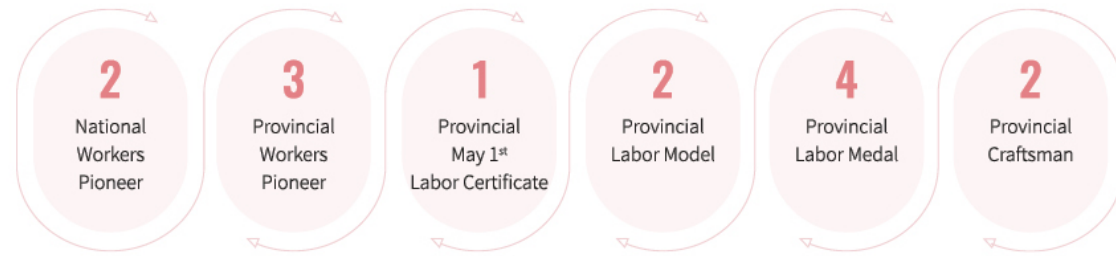 2
National
Workers
Pioneer
3
Provincial
Workers
Pioneer
1
Provincial
May 1st
Labor Certificate
2
Provincial
Labor Model
4
Provincial
Labor Medal
2
Provincial
Craftsman